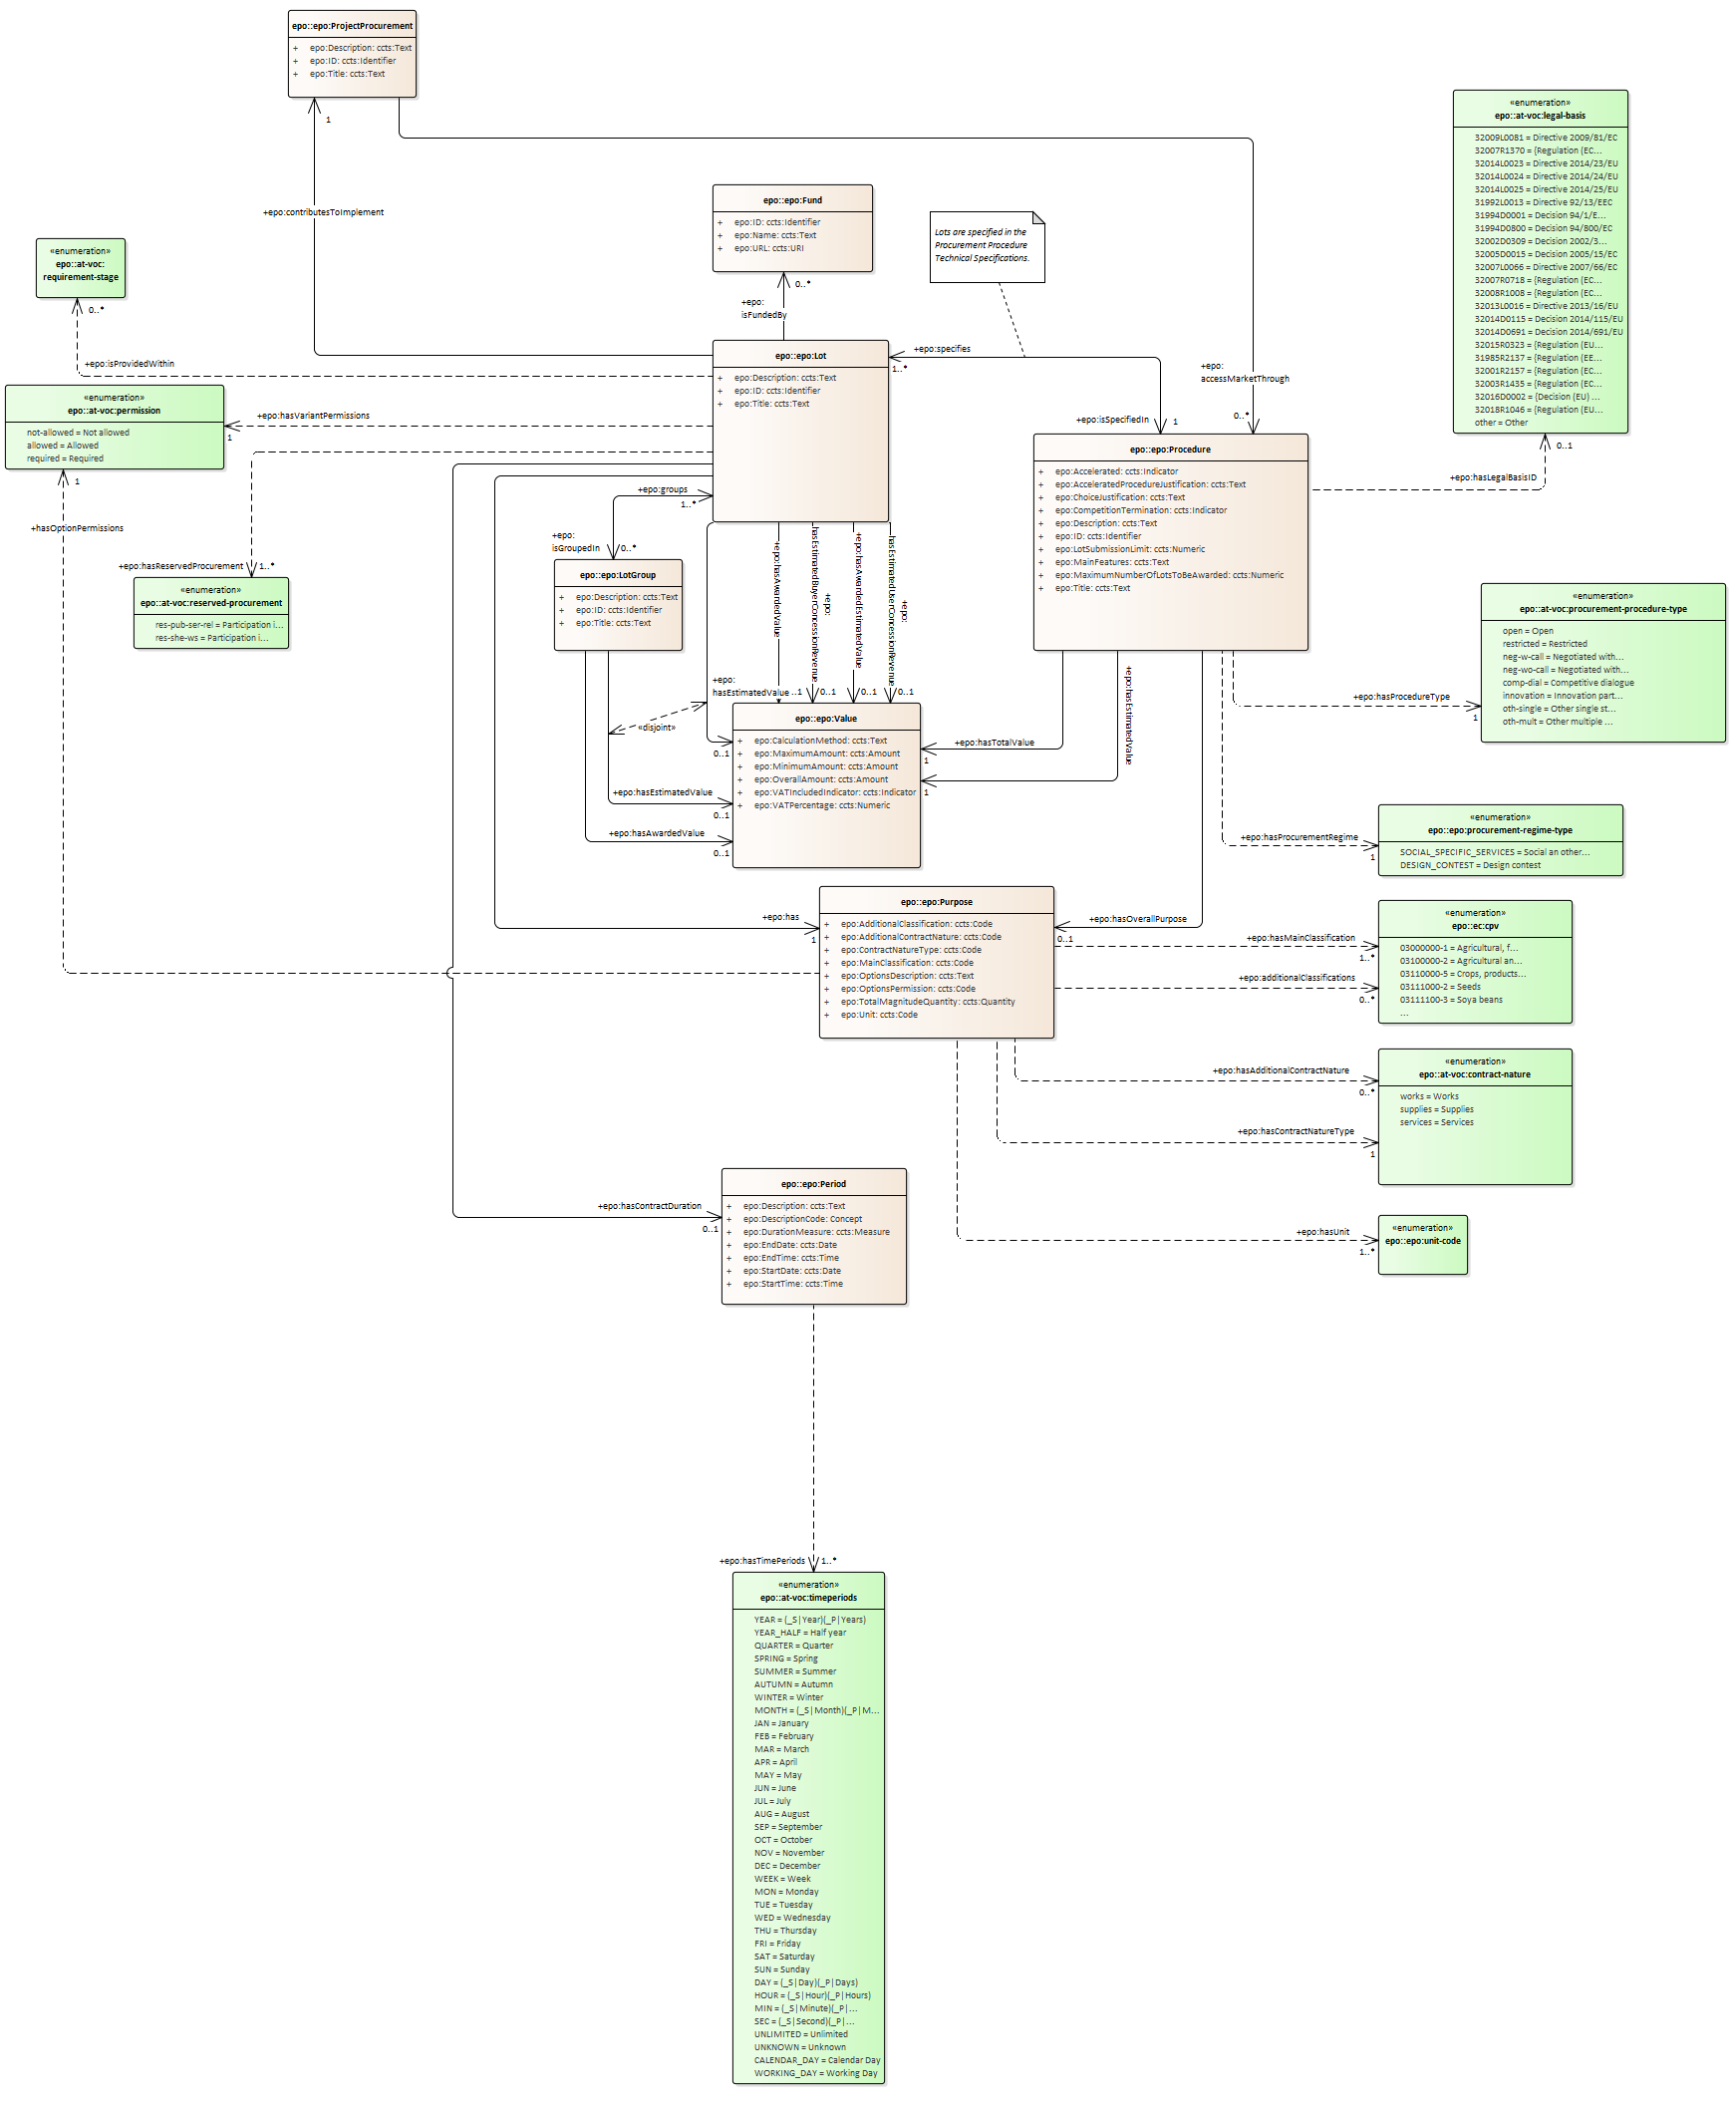 epo::epo:ProjectProcurement
+ epo:Description: ccts:Text
+ epo:ID: ccts:Identifier
+ epo:Title: ccts:Text
1
+epo:contributesToImplement
«enumeration»
epo::at-voc:legal-basis
32009L0081 = Directive 2009/81/EC
32007R1370 = {Regulation (EC...
32014L0023 = Directive 2014/23/EU
32014L0024 = Directive 2014/24/EU
32014L0025 = Directive 2014/25/EU
31992L0013 = Directive 92/13/EEC
31994D0001 = Decision 94/1/E...
31994D0800 = Decision 94/800/EC
32002D0309 = Decision 2002/3...
32005D0015 = Decision 2005/15/EC
32007L0066 = Directive 2007/66/EC
32007R0718 = {Regulation (EC...
32008R1008 = {Regulation (EC...
32013L0016 = Directive 2013/16/EU
32014D0115 = Decision 2014/115/EU
32014D0691 = Decision 2014/691/EU
32015R0323 = {Regulation (EU...
31985R2137 = {Regulation (EE...
32001R2157 = {Regulation (EC...
32003R1435 = {Regulation (EC...
32016D0002 = {Decision (EU) ...
32018R1046 = {Regulation (EU...
other = Other
0..1
+epo:hasLegalBasisID
epo::epo:Fund
+ epo:ID: ccts:Identifier
+ epo:Name: ccts:Text
+ epo:URL: ccts:URI
0..*
+epo:
isFundedBy
Lots are specified in the
Procurement Procedure
Technical Specifications.
«enumeration»
epo::at-voc:
requirement-stage
0..*
+epo:isProvidedWithin
epo::epo:Lot
+ epo:Description: ccts:Text
+ epo:ID: ccts:Identifier
+ epo:Title: ccts:Text
+epo:specifies
1..*
+epo:isSpecifiedIn
1
+epo:
accessMarketThrough
0..*
«enumeration»
epo::at-voc:permission
not-allowed = Not allowed
allowed = Allowed
required = Required
+epo:hasVariantPermissions
1
1
+hasOptionPermissions
epo::epo:Procedure
+ epo:Accelerated: ccts:Indicator
+ epo:AcceleratedProcedureJustification: ccts:Text
+ epo:ChoiceJustification: ccts:Text
+ epo:CompetitionTermination: ccts:Indicator
+ epo:Description: ccts:Text
+ epo:ID: ccts:Identifier
+ epo:LotSubmissionLimit: ccts:Numeric
+ epo:MainFeatures: ccts:Text
+ epo:MaximumNumberOfLotsToBeAwarded: ccts:Numeric
+ epo:Title: ccts:Text
+epo:groups
1..*
+epo:
isGroupedIn
0..*
+epo:hasReservedProcurement
1..*
«enumeration»
epo::at-voc:reserved-procurement
res-pub-ser-rel = Participation i...
res-she-ws = Participation i...
epo::epo:LotGroup
+ epo:Description: ccts:Text
+ epo:ID: ccts:Identifier
+ epo:Title: ccts:Text
+epo:hasAwardedValue
+epo:
hasEstimatedBuyerConcessionRevenue
+epo:hasAwardedEstimatedValue
+epo:
hasEstimatedUserConcessionRevenue
+epo:
hasEstimatedValue
..1
0..1
0..1
0..1
«disjoint»
«enumeration»
epo::at-voc:procurement-procedure-type
open = Open
restricted = Restricted
neg-w-call = Negotiated with...
neg-wo-call = Negotiated with...
comp-dial = Competitive dialogue
innovation = Innovation part...
oth-single = Other single st...
oth-mult = Other multiple ...
+epo:hasProcedureType
1
epo::epo:Value
+ epo:CalculationMethod: ccts:Text
+ epo:MaximumAmount: ccts:Amount
+ epo:MinimumAmount: ccts:Amount
+ epo:OverallAmount: ccts:Amount
+ epo:VATIncludedIndicator: ccts:Indicator
+ epo:VATPercentage: ccts:Numeric
0..1
+epo:hasEstimatedValue
0..1
+epo:hasAwardedValue
0..1
+epo:hasTotalValue
1
+epo:hasEstimatedValue
1
+epo:hasProcurementRegime
1
«enumeration»
epo::epo:procurement-regime-type
SOCIAL_SPECIFIC_SERVICES = Social an other...
DESIGN_CONTEST = Design contest
epo::epo:Purpose
+ epo:AdditionalClassification: ccts:Code
+ epo:AdditionalContractNature: ccts:Code
+ epo:ContractNatureType: ccts:Code
+ epo:MainClassification: ccts:Code
+ epo:OptionsDescription: ccts:Text
+ epo:OptionsPermission: ccts:Code
+ epo:TotalMagnitudeQuantity: ccts:Quantity
+ epo:Unit: ccts:Code
+epo:has
1
+epo:hasOverallPurpose
0..1
+epo:hasMainClassification
1..*
+epo:additionalClassifications
0..*
«enumeration»
epo::ec:cpv
03000000-1 = Agricultural, f...
03100000-2 = Agricultural an...
03110000-5 = Crops, products...
03111000-2 = Seeds
03111100-3 = Soya beans
...
+epo:hasAdditionalContractNature
0..*
+epo:hasContractNatureType
1
«enumeration»
epo::at-voc:contract-nature
works = Works
supplies = Supplies
services = Services
+epo:hasUnit
1..*
«enumeration»
epo::epo:unit-code
+epo:hasContractDuration
0..1
epo::epo:Period
+ epo:Description: ccts:Text
+ epo:DescriptionCode: Concept
+ epo:DurationMeasure: ccts:Measure
+ epo:EndDate: ccts:Date
+ epo:EndTime: ccts:Time
+ epo:StartDate: ccts:Date
+ epo:StartTime: ccts:Time
+epo:hasTimePeriods
1..*
«enumeration»
epo::at-voc:timeperiods
YEAR = (_S|Year)(_P|Years)
YEAR_HALF = Half year
QUARTER = Quarter
SPRING = Spring
SUMMER = Summer
AUTUMN = Autumn
WINTER = Winter
MONTH = (_S|Month)(_P|M...
JAN = January
FEB = February
MAR = March
APR = April
MAY = May
JUN = June
JUL = July
AUG = August
SEP = September
OCT = October
NOV = November
DEC = December
WEEK = Week
MON = Monday
TUE = Tuesday
WED = Wednesday
THU = Thursday
FRI = Friday
SAT = Saturday
SUN = Sunday
DAY = (_S|Day)(_P|Days)
HOUR = (_S|Hour)(_P|Hours)
MIN = (_S|Minute)(_P|...
SEC = (_S|Second)(_P|...
UNLIMITED = Unlimited
UNKNOWN = Unknown
CALENDAR_DAY = Calendar Day
WORKING_DAY = Working Day